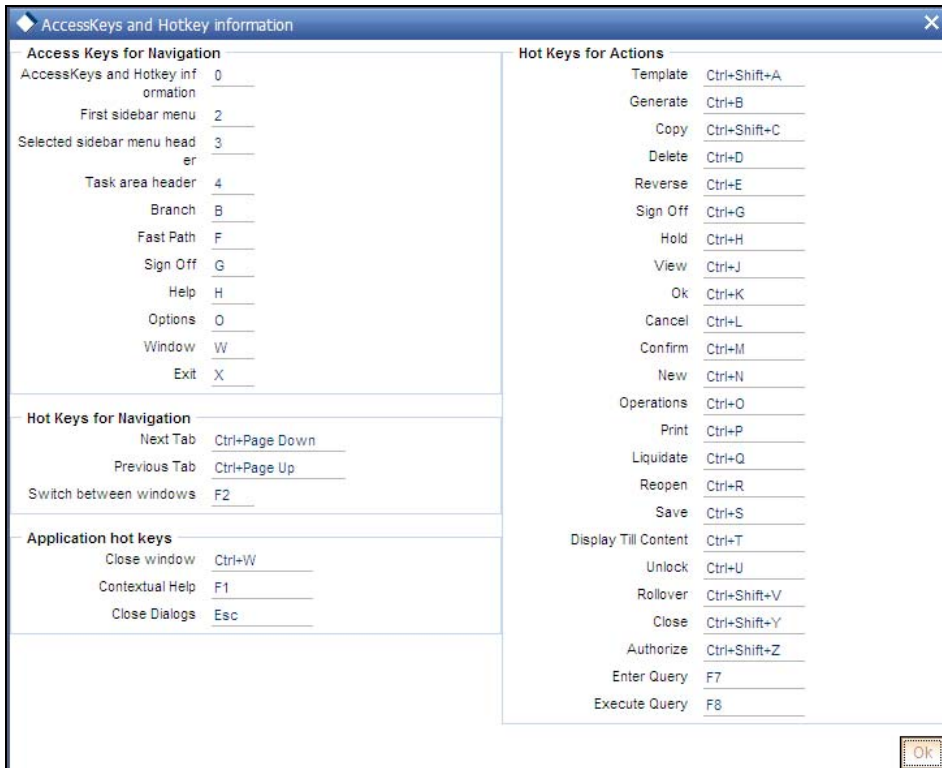 AccessKeys and Hotkey information
Access Keys for Navigation
AccessKeys and Hotkey inf 0
ormation
First sidebar menu 2
Selected sidebar menu head 3
er
Task area header 4
Branch B
Fast Path F
Sign Off G
Help H
Options O
Window W
Exit X
Hot Keys for Navigation
Next Tab Ctrl+Page Down
Previous Tab Ctrl+Page Up
Switch between windows F2
Application hot keys
Close window Ctrl+W
Contextual Help F1
Close Dialogs Esc
Hot Keys for Actions
Template Ctrl+Shift+A
Generate Ctrl+B
Copy Ctrl+Shift+C
Delete Ctrl+D
Reverse Ctrl+E
Sign Off Ctrl+G
Hold Ctrl+H
View Ctrl+J
Ok Ctrl+K
Cancel Ctrl+L
Confirm Ctrl+M
New Ctrl+N
Operations Ctrl+O
Print Ctrl+P
Liquidate Ctrl+Q
Reopen Ctrl+R
Save Ctrl+S
Display Till Content Ctrl+T
Unlock Ctrl+U
Rollover Ctrl+Shift+V
Close Ctrl+Shift+Y
Authorize Ctrl+Shift+Z
Enter Query F7
Execute Query F8
Ok